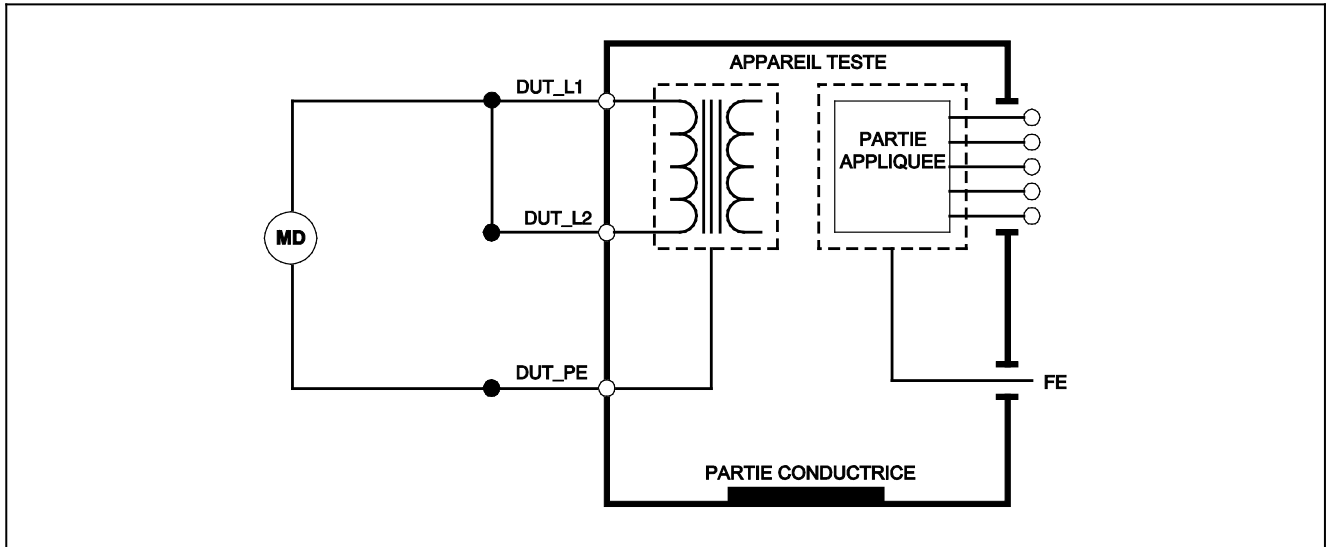 APPAREIL TESTE
DUT_L1
PARTIE
APPLIQUEE
DUT_L2
MD
DUT_PE
FE
PARTIE CONDUCTRICE